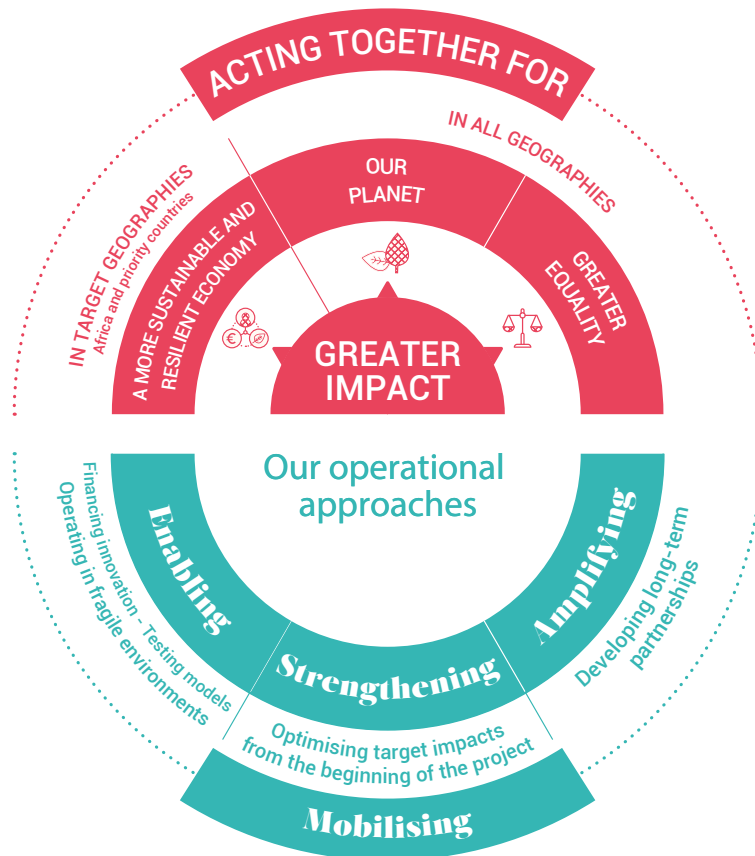 ACTING TOGETHER FOR
IN TARGET GEOGRAPHIES
Africa and priority countries
IN ALL GEOGRAPHIES
A MORE SUSTAINABLE AND
RESILIENT ECONOMY
OUR
PLANET
GREATER
EQUALITY
€
GREATER
IMPACT
Our operational
approaches
Enabling
Financing innovation - Testing models
Operating in fragile environments
Strengthening
Optimising target impacts
from the beginning of the project
Amplifying
Developing long-term
partnerships
Mobilising